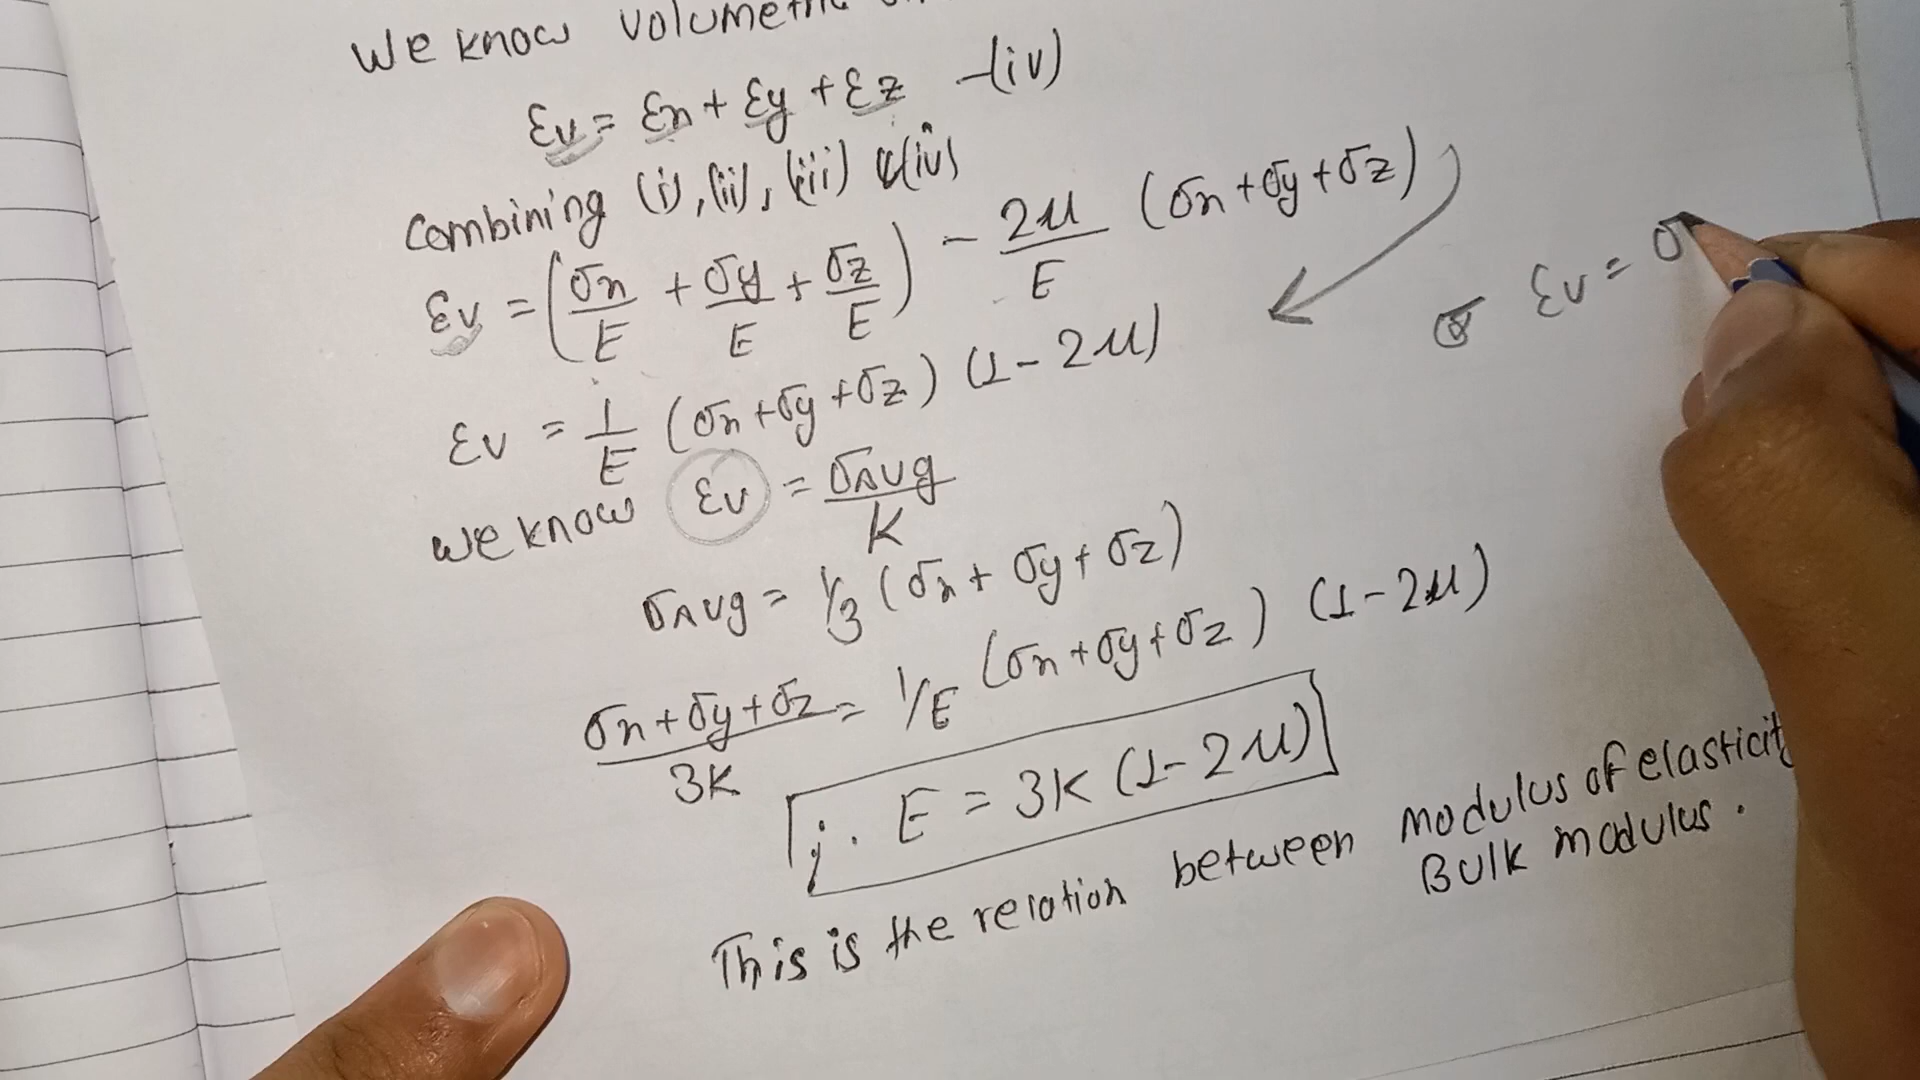 We know volumetric
εv = εx + εy + εz -(iv)
combining (i), (ii), (iii) & (iv)
εv = (σx/E + σy/E + σz/E) - 2μ/E (σx + σy + σz)
εv = 1/E (σx + σy + σz) (1 - 2μ)
we know εv = σAvg/K
σAvg = 1/3 (σx + σy + σz)
σx + σy + σz/3K = 1/E (σx + σy + σz) (1 - 2μ)
∴ E = 3K (1 - 2μ)
This is the relation between modulus of elasticity
Bulk modulus.
εv = σ